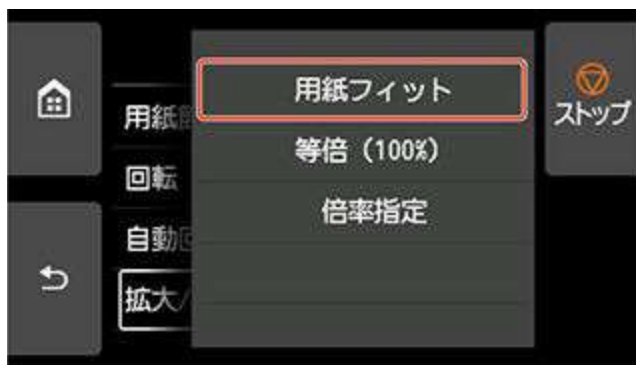 用紙
回転
自動
拡大/
用紙フィット
等倍（100%）
倍率指定
ストップ